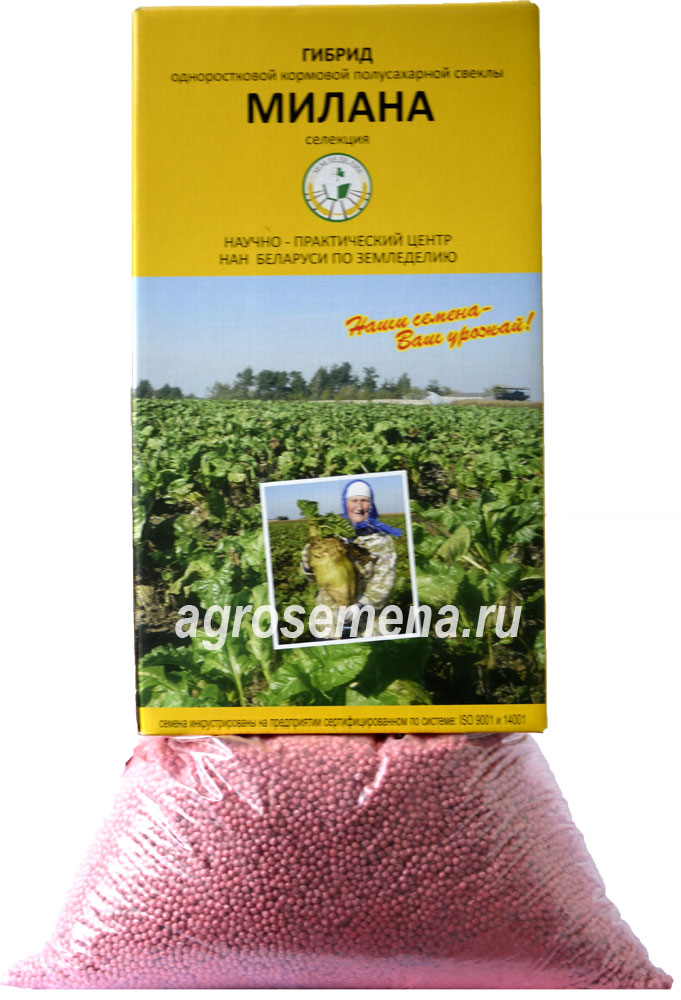 ГИБРИД
одноростковой кормовой полусахарной свеклы
МИЛАНА
селекция
ЗЕМЛЕДЕЛИЕ
НАУЧНО - ПРАКТИЧЕСКИЙ ЦЕНТР
НАН БЕЛАРУСИ ПО ЗЕМЛЕДЕЛИЮ
Наши семена-
Ваш урожай!
agrosemena.ru
семена инкрустированы на предприятии сертифицированном по системе: ISO 9001 и 14001